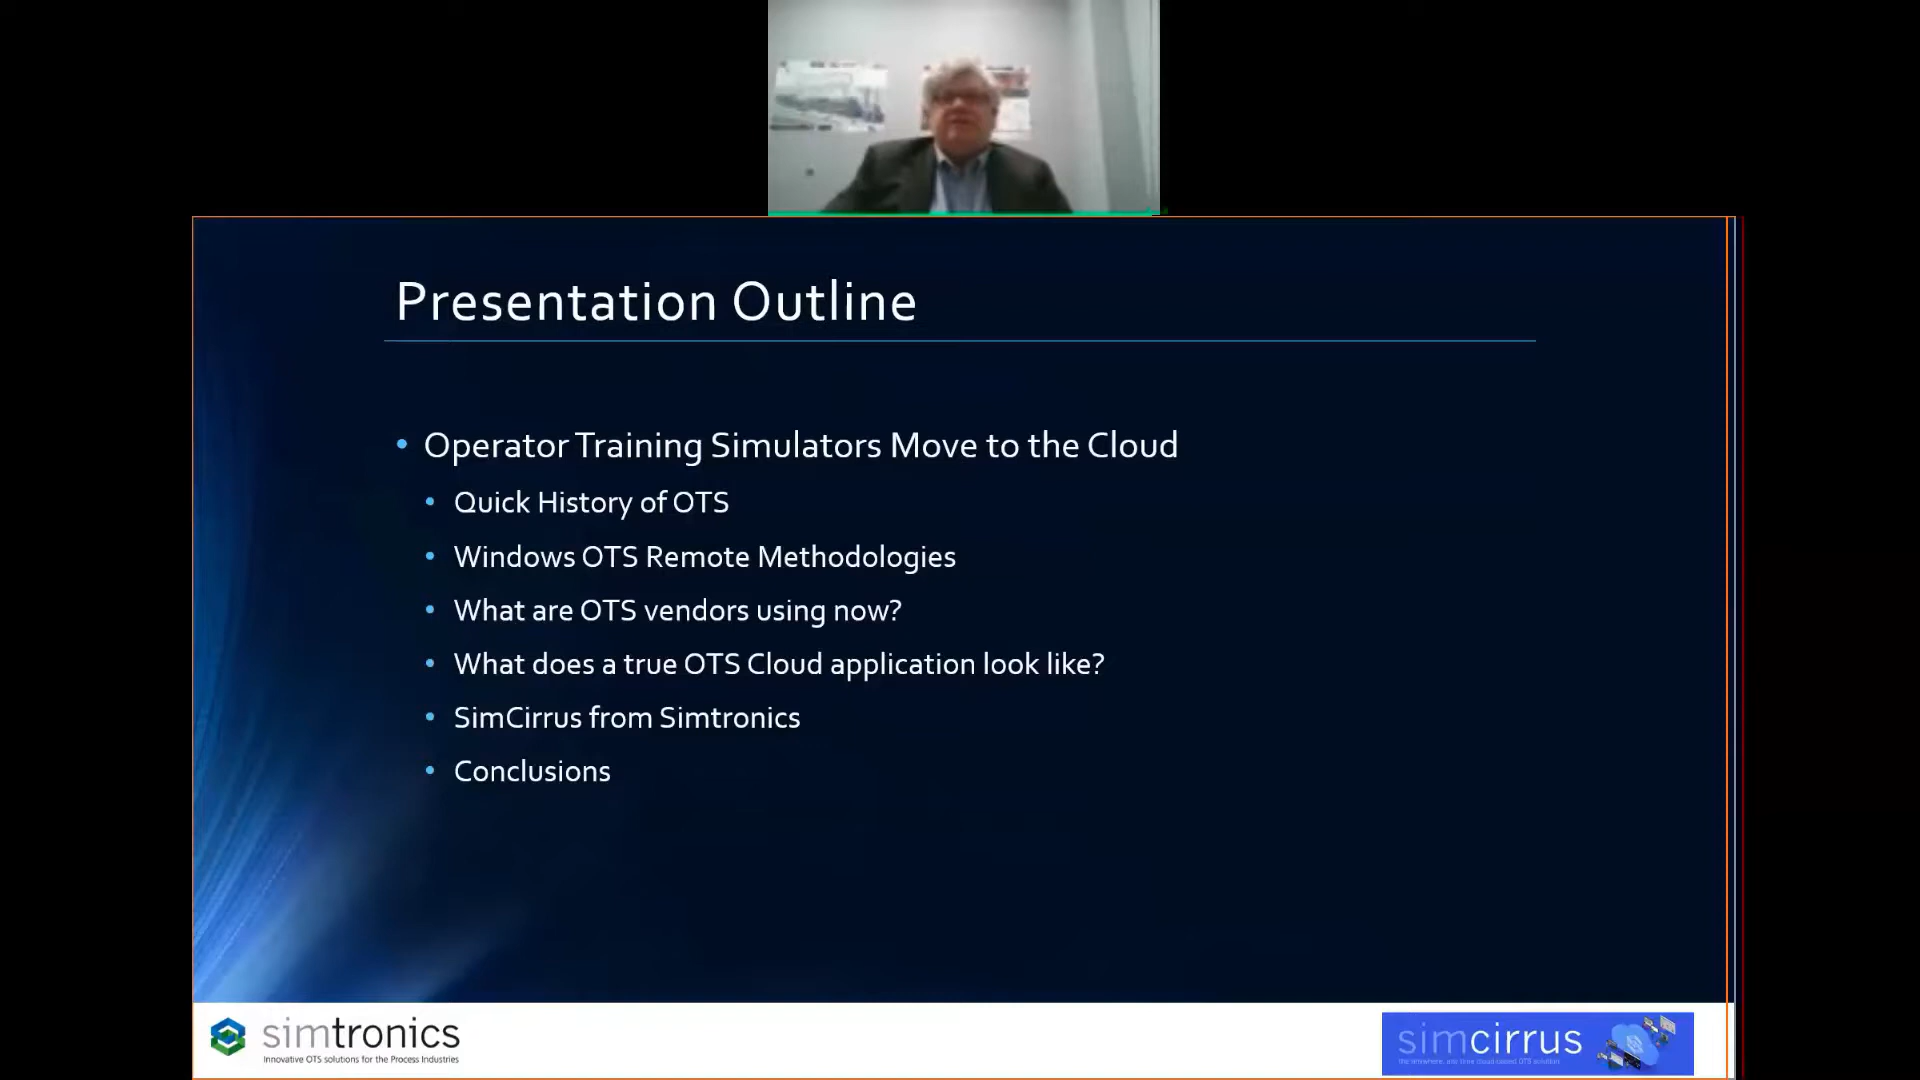 Presentation Outline
• Operator Training Simulators Move to the Cloud
• Quick History of OTS
• Windows OTS Remote Methodologies
• What are OTS vendors using now?
• What does a true OTS Cloud application look like?
• SimCirrus from Simtronics
• Conclusions
simtronics
Innovative OTS solutions for the Process Industries
simcirrus